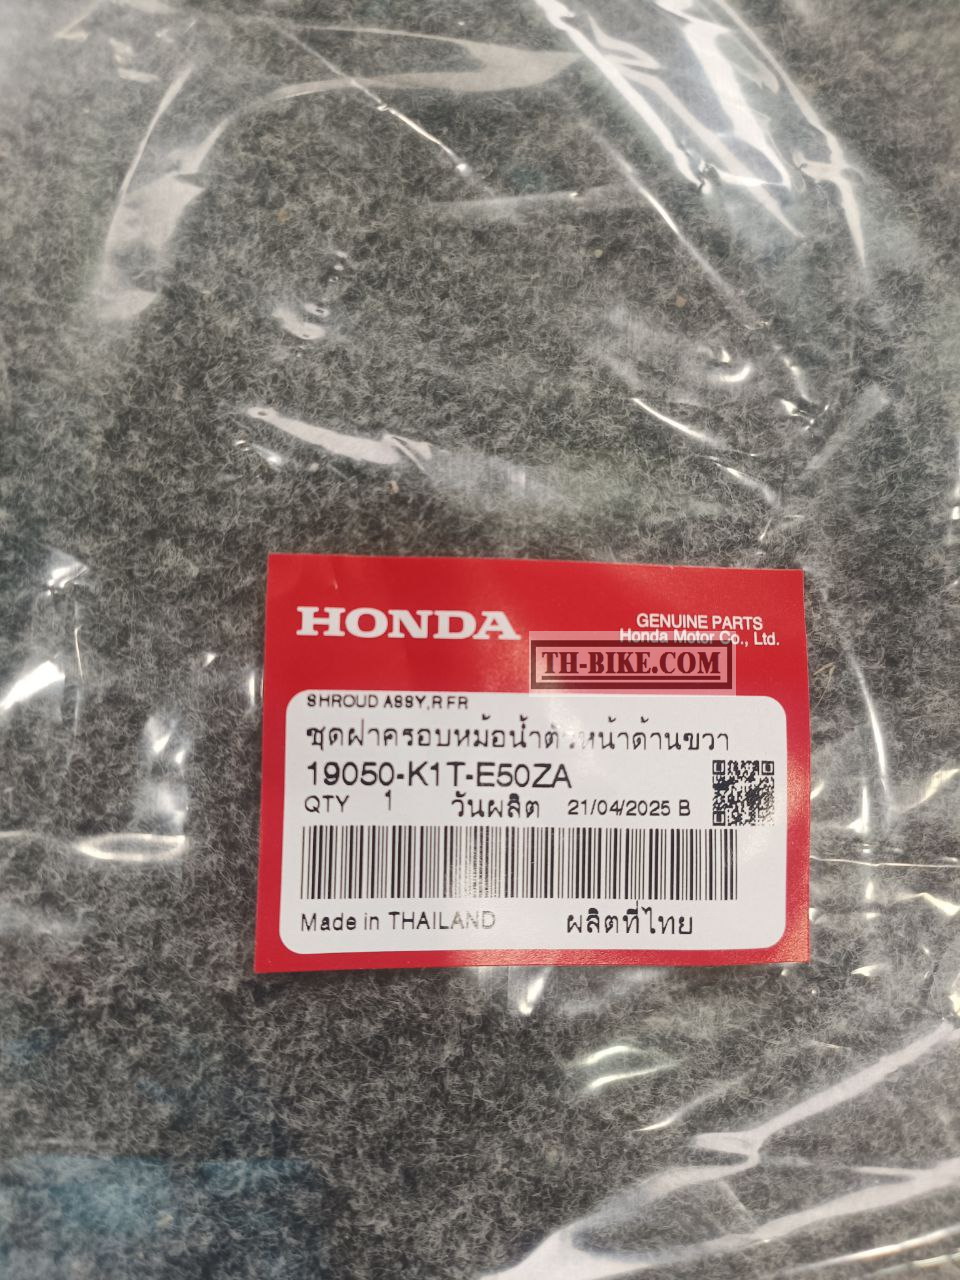 HONDA
GENUINE PARTS
Honda Motor Co., Ltd.
TH-BIKE.COM
SHROUD ASSY,R FR
ชุดฝาครอบหม้อน้ำตัวหน้าด้านขวา
19050-K1T-E50ZA
QTY 1 วันผลิต 21/04/2025 B
Made in THAILAND ผลิตที่ไทย